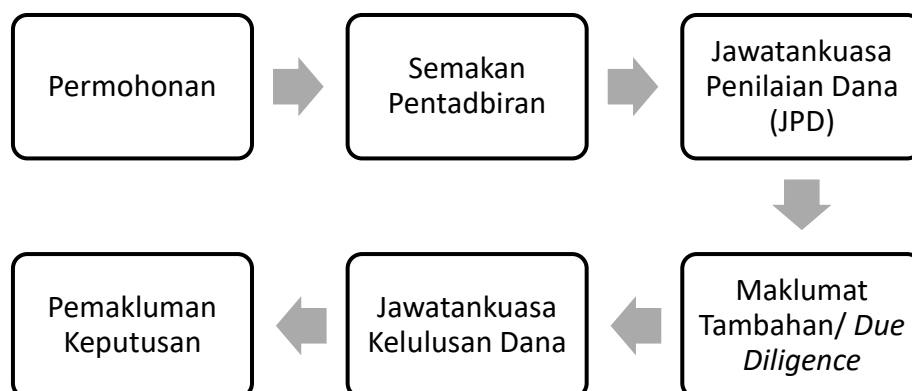 Permohonan
Semakan
Pentadbiran
Jawatankuasa
Penilaian Dana
(JPD)
Maklumat
Tambahan/ Due
Diligence
Jawatankuasa
Kelulusan Dana
Pemakluman
Keputusan